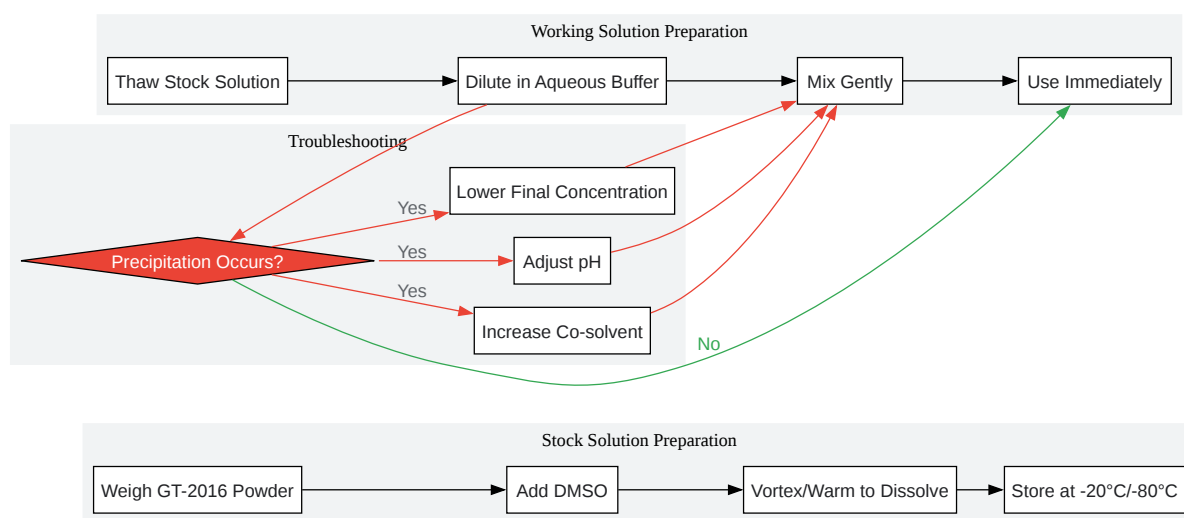 Working Solution Preparation
Thaw Stock Solution
Dilute in Aqueous Buffer
Mix Gently
Use Immediately
Troubleshooting
Lower Final Concentration
Yes
Precipitation Occurs?
Yes
Adjust pH
Yes
Increase Co-solvent
No
Stock Solution Preparation
Weigh GT-2016 Powder
Add DMSO
Vortex/Warm to Dissolve
Store at -20°C/-80°C